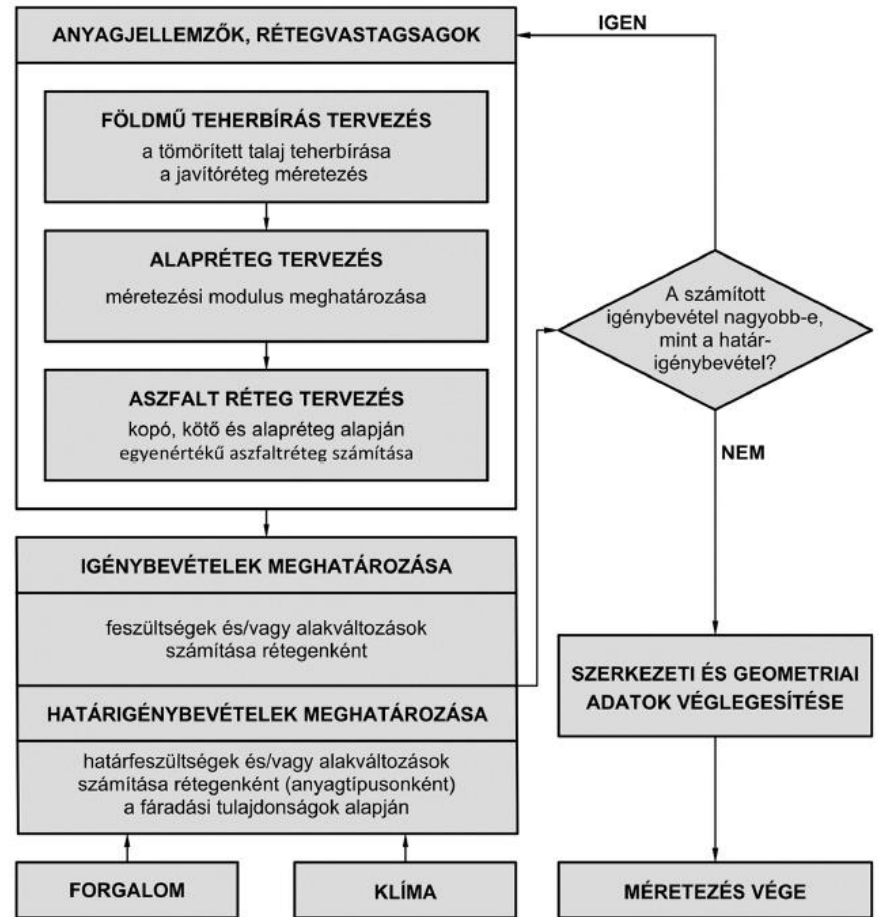 ANYAGJELLEMZŐK, RÉTEGVASTAGSAGOK
FÖLDMŰ TEHERBÍRÁS TERVEZÉS
a tömörített talaj teherbírása
a javítóréteg méretezés
ALAPRÉTEG TERVEZÉS
méretezési modulus meghatározása
ASZFALT RÉTEG TERVEZÉS
kopó, kötő és alapréteg alapján
egyenértékű aszfaltréteg számítása
IGÉNYBEVÉTELEK MEGHATÁROZÁSA
feszültségek és/vagy alakváltozások
számítása rétegenként
HATÁRIGÉNYBEVÉTELEK MEGHATÁROZÁSA
határfeszültségek és/vagy alakváltozások
számítása rétegenként (anyagtípusonként)
a fáradási tulajdonságok alapján
FORGALOM
KLÍMA
IGEN
A számított
igénybevétel nagyobb-e,
mint a határ-
igénybevétel?
NEM
SZERKEZETI ÉS GEOMETRIAI
ADATOK VÉGLEGESÍTÉSE
MÉRETEZÉS VÉGE